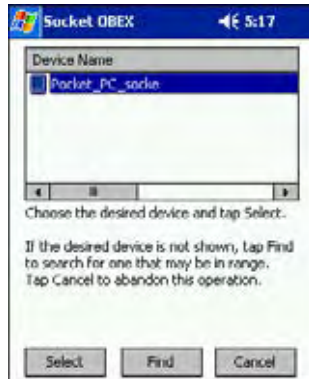 Socket OBEX 5:17
Device Name
Pocket_PC_socke
Choose the desired device and tap Select.
If the desired device is not shown, tap Find
to search for one that may be in range.
Tap Cancel to abandon this operation.
Select Find Cancel